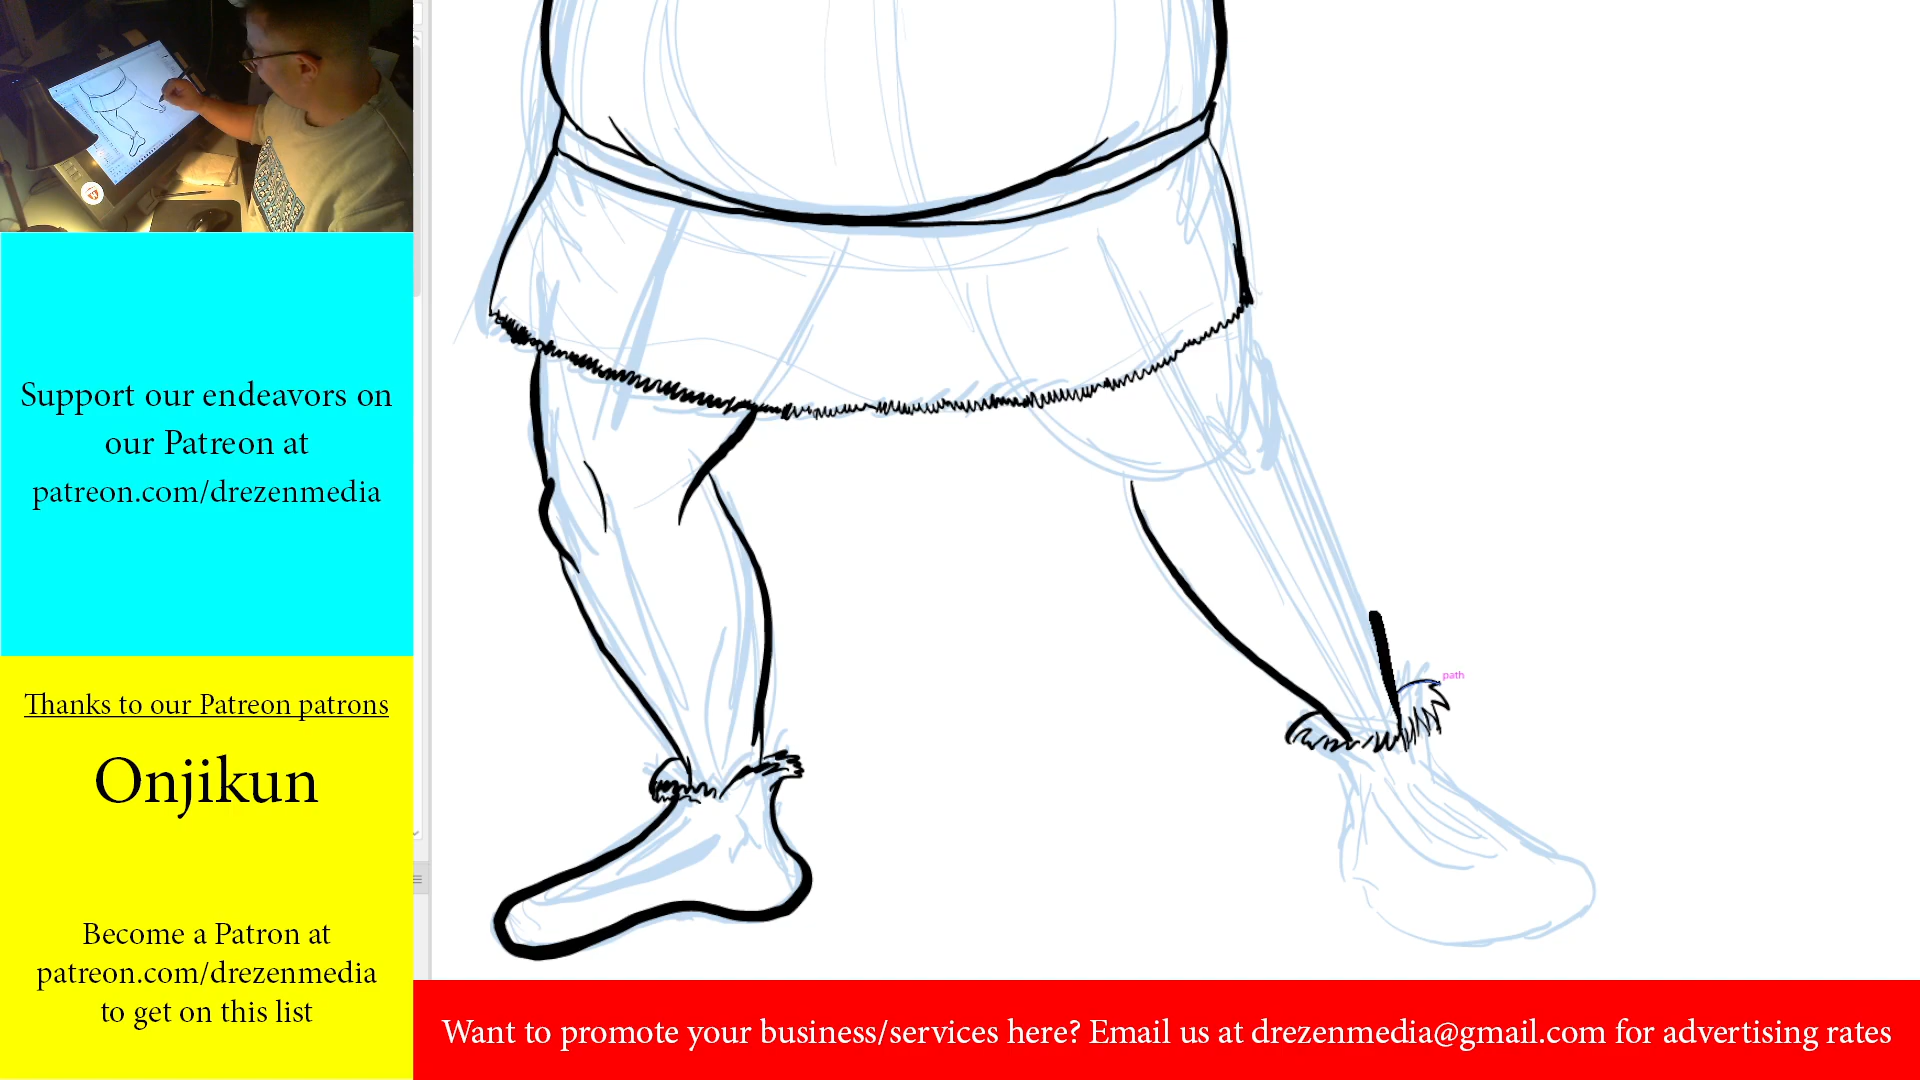 Support our endeavors on
our Patreon at
patreon.com/drezenmedia
Thanks to our Patreon patrons
Onjikun
Become a Patron at
patreon.com/drezenmedia
to get on this list
path
Want to promote your business/services here? Email us at drezenmedia@gmail.com for advertising rates